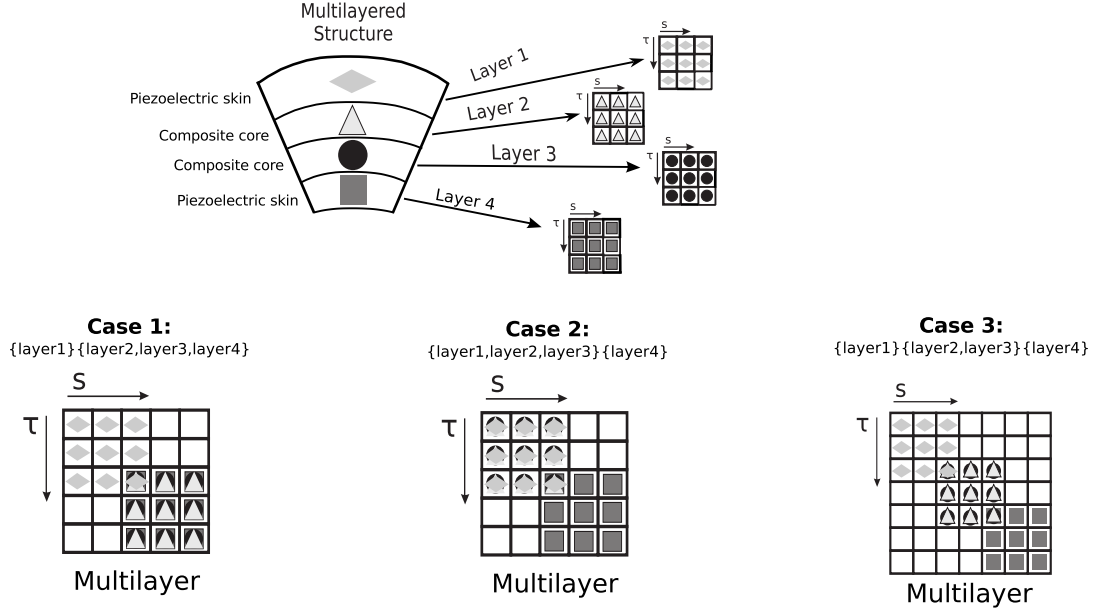 Multilayered
Structure
Piezoelectric skin
Composite core
Composite core
Piezoelectric skin
Layer 1
Layer 2
Layer 3
Layer 4
S
τ
S
τ
S
τ
S
τ
Case 1:
{layer1}{layer2,layer3,layer4}
S
τ
Multilayer
Case 2:
{layer1,layer2,layer3}{layer4}
S
τ
Multilayer
Case 3:
{layer1}{layer2,layer3}{layer4}
S
τ
Multilayer